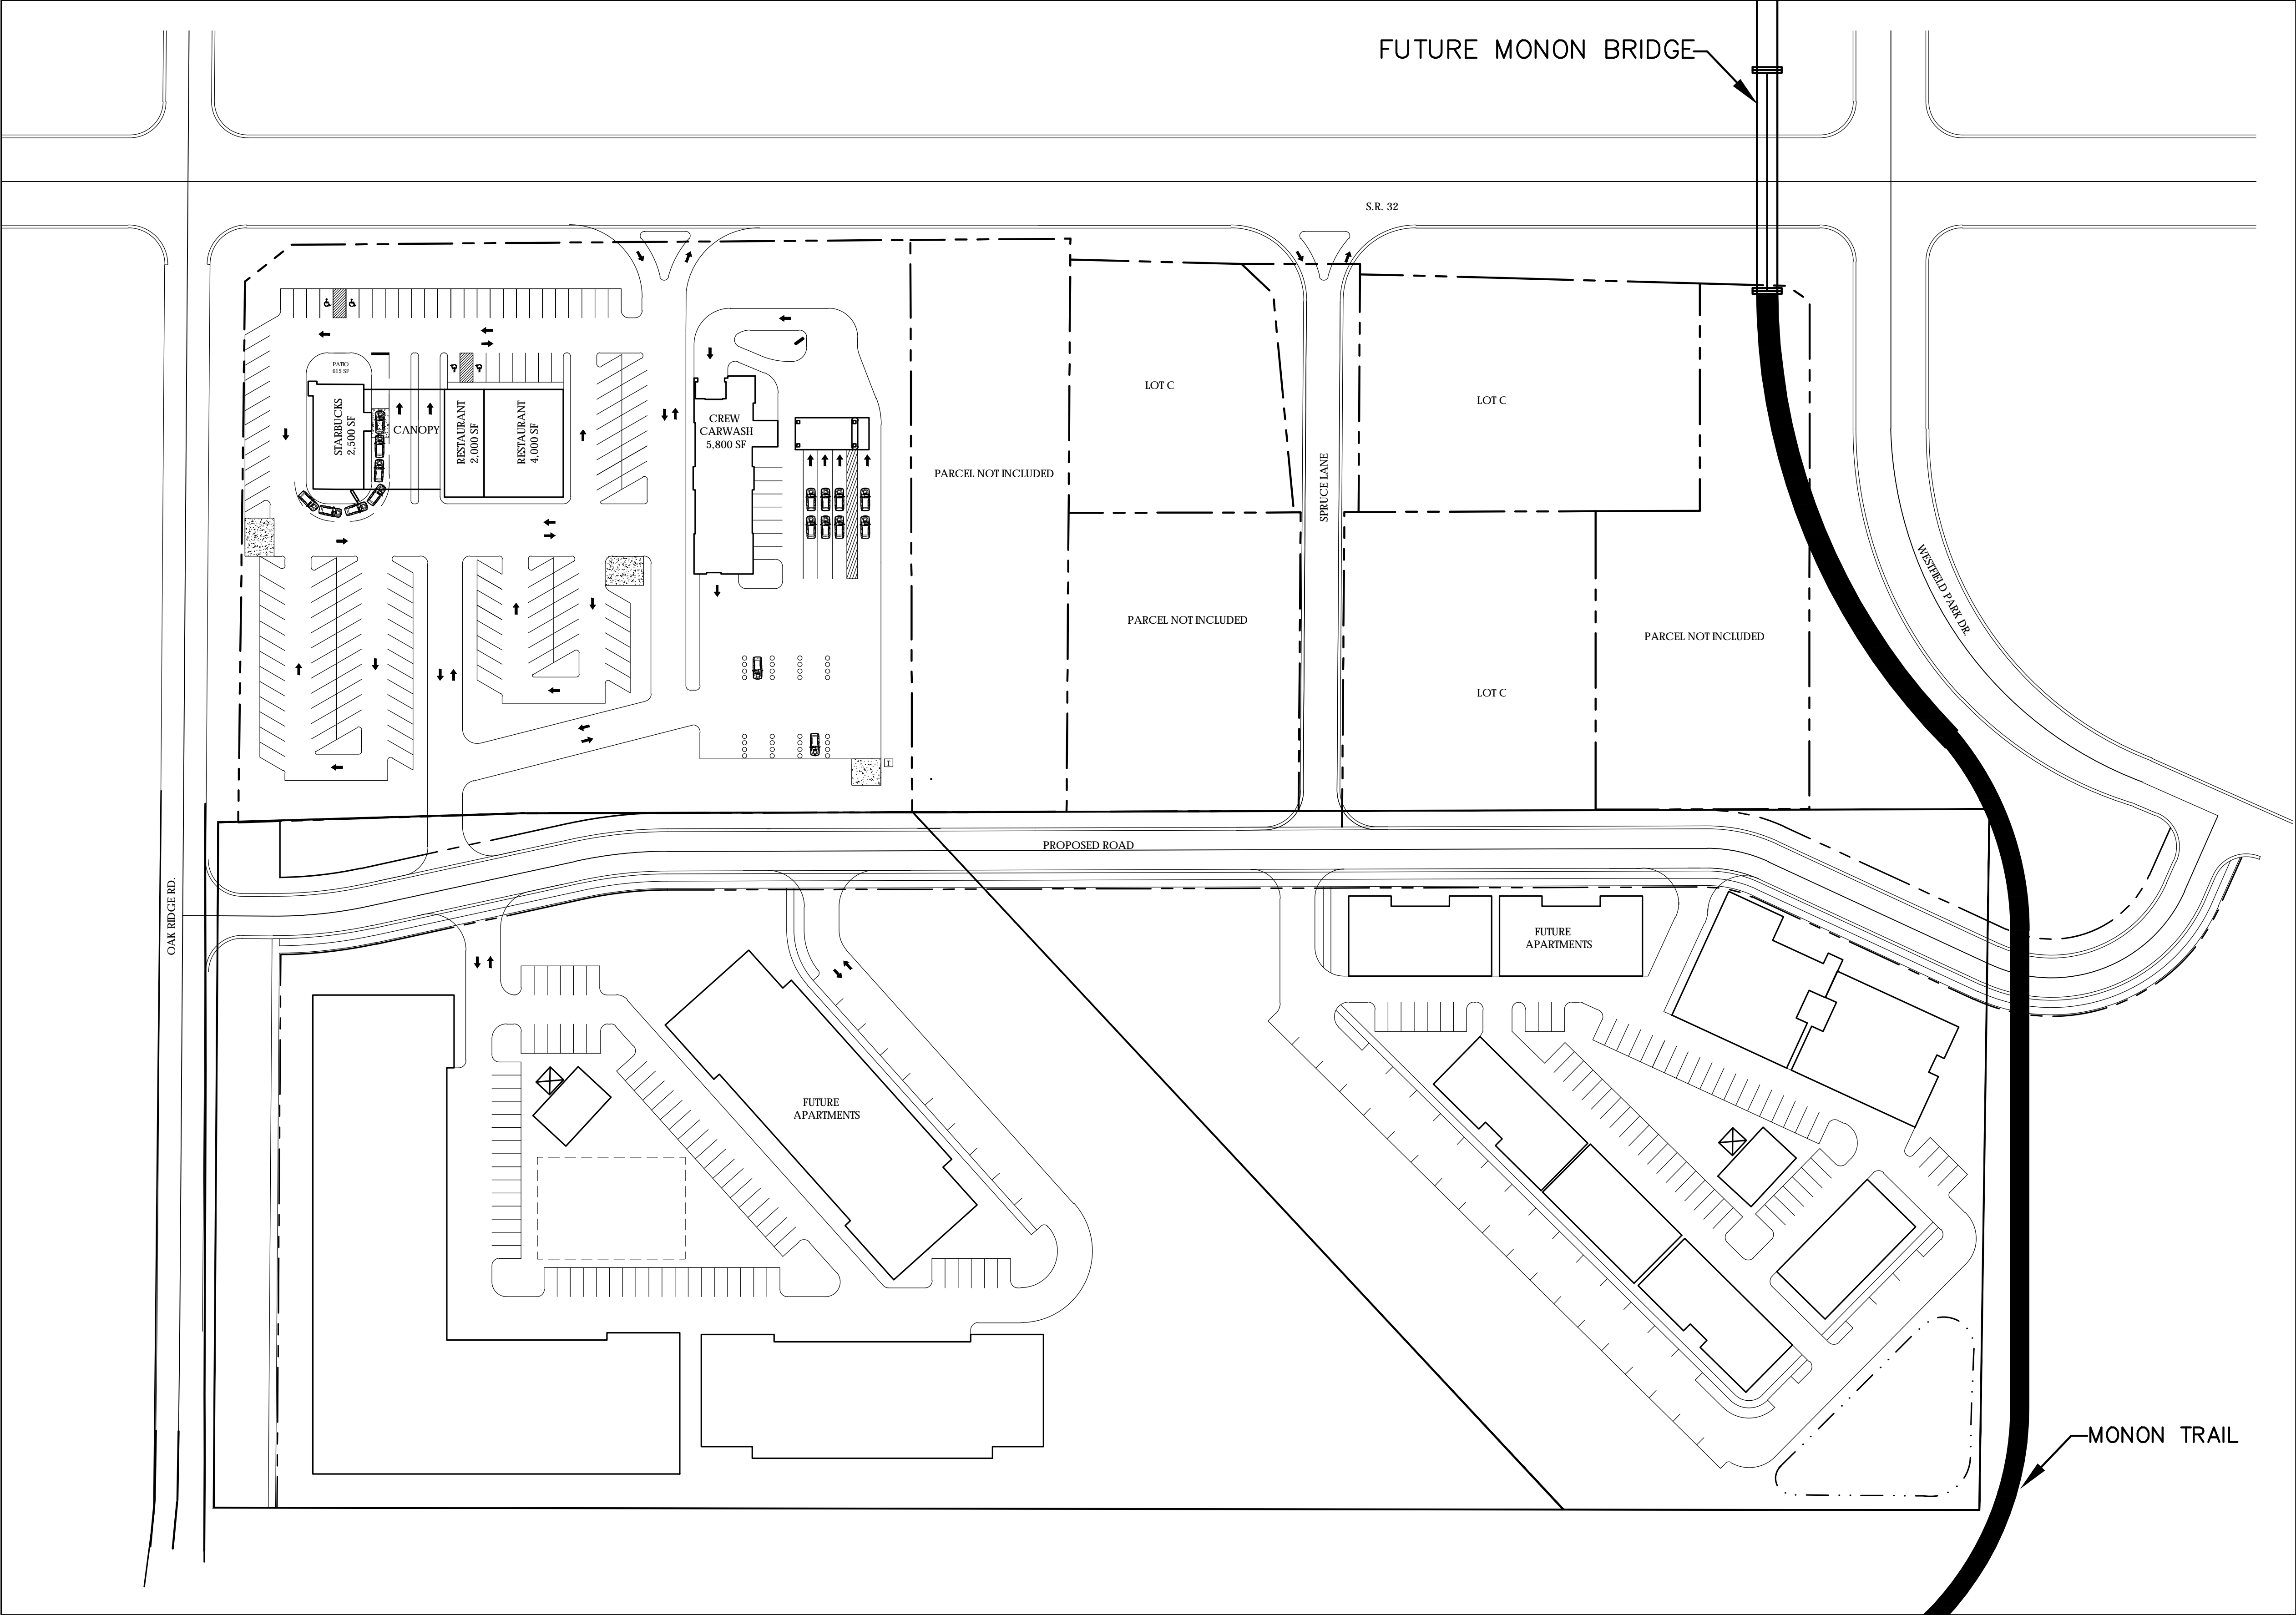 FUTURE MONON BRIDGE
S.R. 32
PATIO
615 SF
STARBUCKS
2,500 SF
CANOPY
RESTAURANT
2,000 SF
RESTAURANT
4,000 SF
CREW
CARWASH
5,800 SF
PARCEL NOT INCLUDED
LOT C
SPRUCE LANE
LOT C
PARCEL NOT INCLUDED
LOT C
PARCEL NOT INCLUDED
WESTFIELD PARK DR.
T
PROPOSED ROAD
OAK RIDGE RD.
FUTURE
APARTMENTS
FUTURE
APARTMENTS
MONON TRAIL